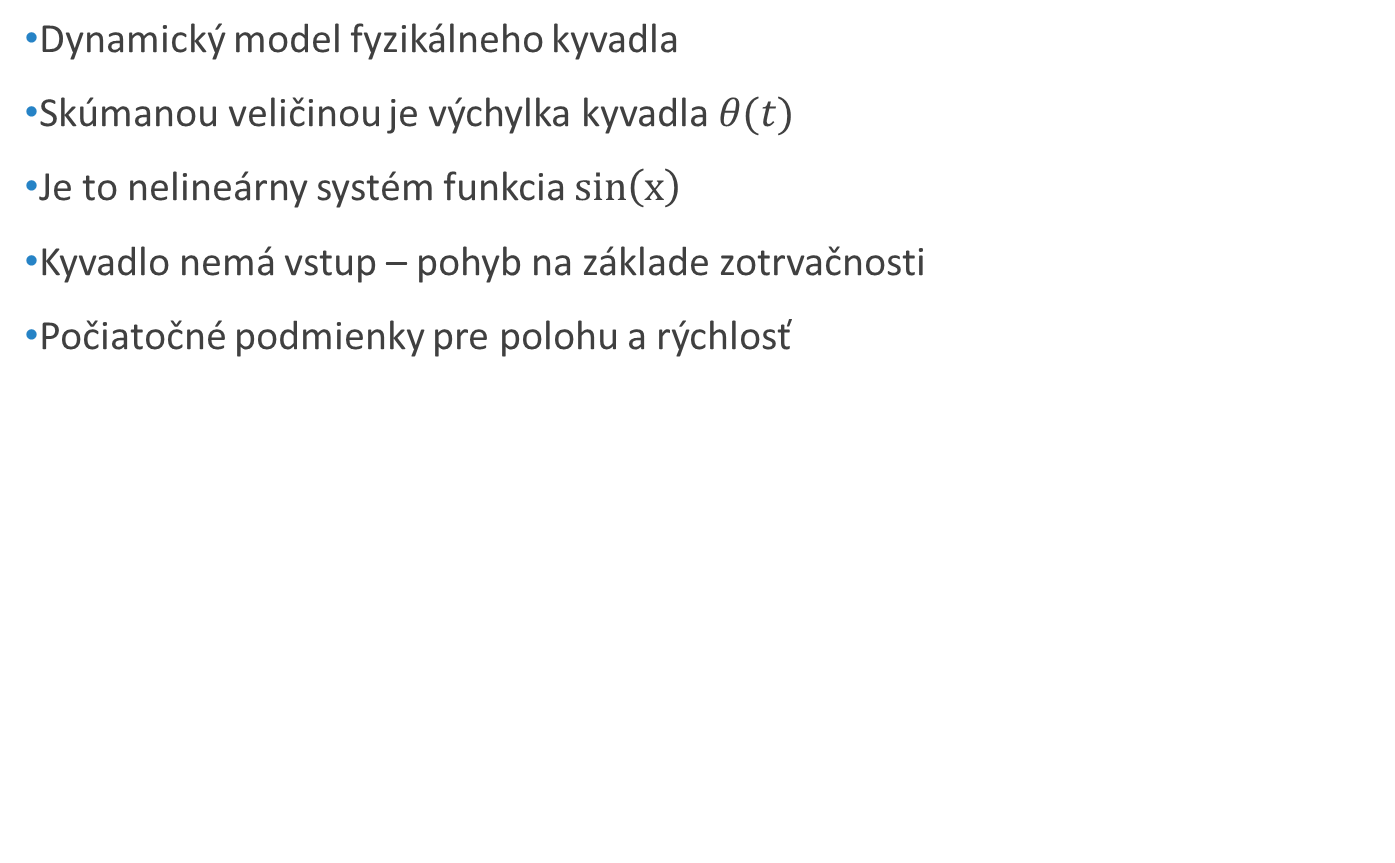 •Dynamický model fyzikálneho kyvadla
•Skúmanou veličinou je výchylka kyvadla 𝜃(𝑡)
•Je to nelineárny systém funkcia sin(x)
•Kyvadlo nemá vstup – pohyb na základe zotrvačnosti
•Počiatočné podmienky pre polohu a rýchlosť